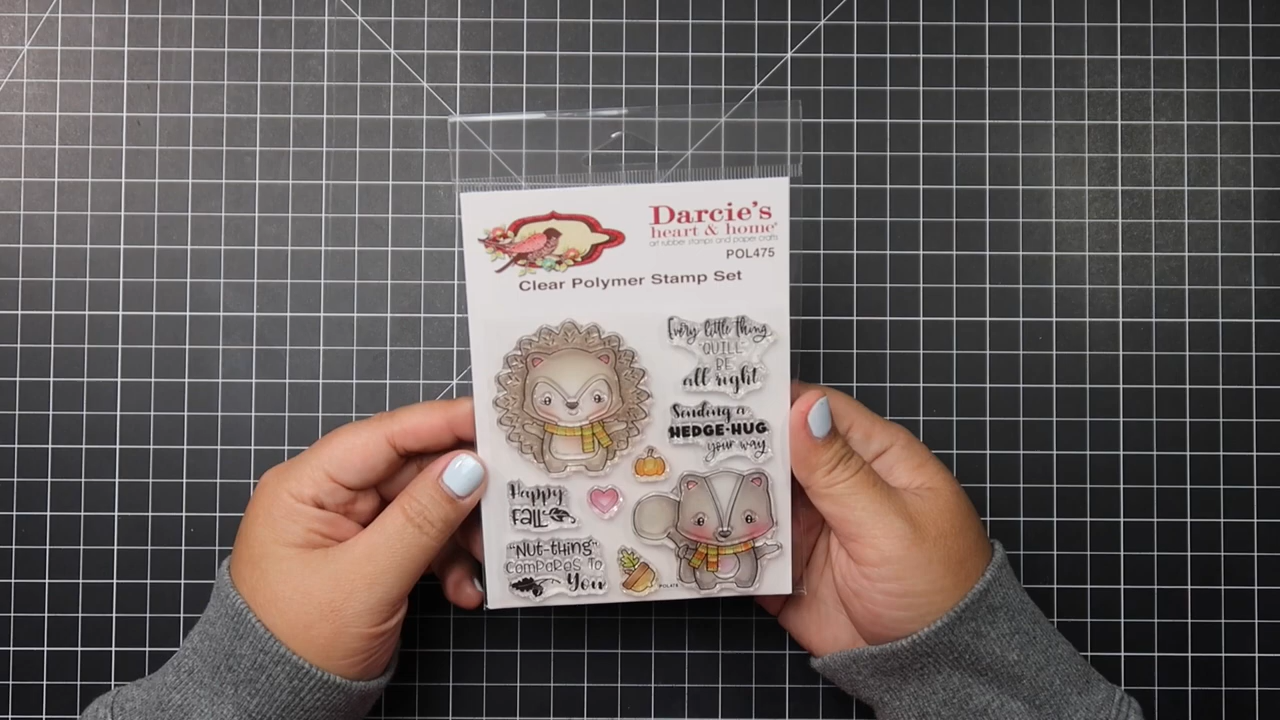 Darcie's
heart & home
art rubber stamps and paper crafts
POL475
Clear Polymer Stamp Set
Every little thing
QUILL
BE
all right
Sending a
HEDGE-HUG
your way
Happy
FALL
"NUT-THING"
COMPARES TO
You
POL475